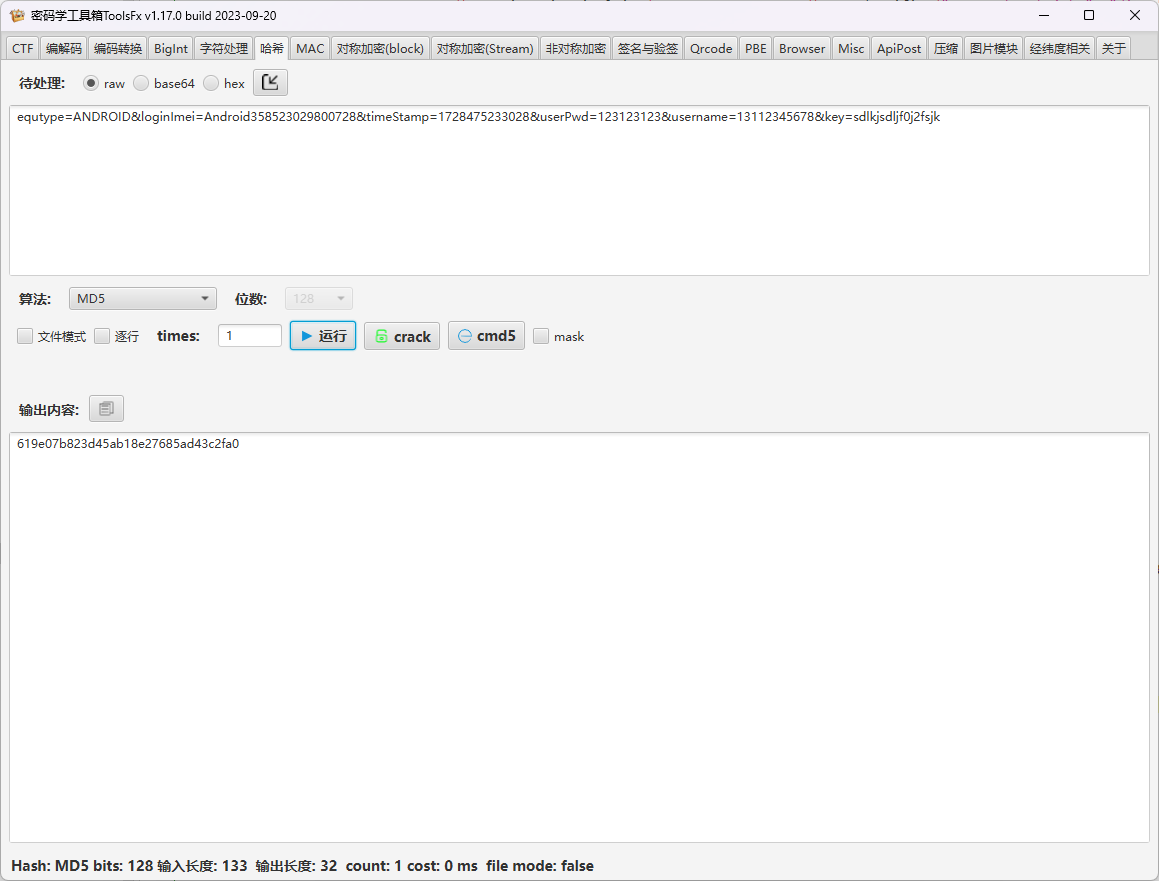 密码学工具箱ToolsFx v1.17.0 build 2023-09-20
CTF 编解码 编码转换 BigInt 字符处理 哈希 MAC 对称加密(block) 对称加密(Stream) 非对称加密 签名与验签 Qrcode PBE Browser Misc ApiPost 压缩 图片模块 经纬度相关 关于
待处理: raw base64 hex
equtype=ANDROID&loginImei=Android358523029800728&timeStamp=1728475233028&userPwd=123123123&username=13112345678&key=sdlkjsdljf0j2fsjk
算法: MD5 位数: 128
文件模式 逐行 times: 1 运行 crack cmd5 mask
输出内容:
619e07b823d45ab18e27685ad43c2fa0
Hash: MD5 bits: 128 输入长度: 133 输出长度: 32 count: 1 cost: 0 ms file mode: false